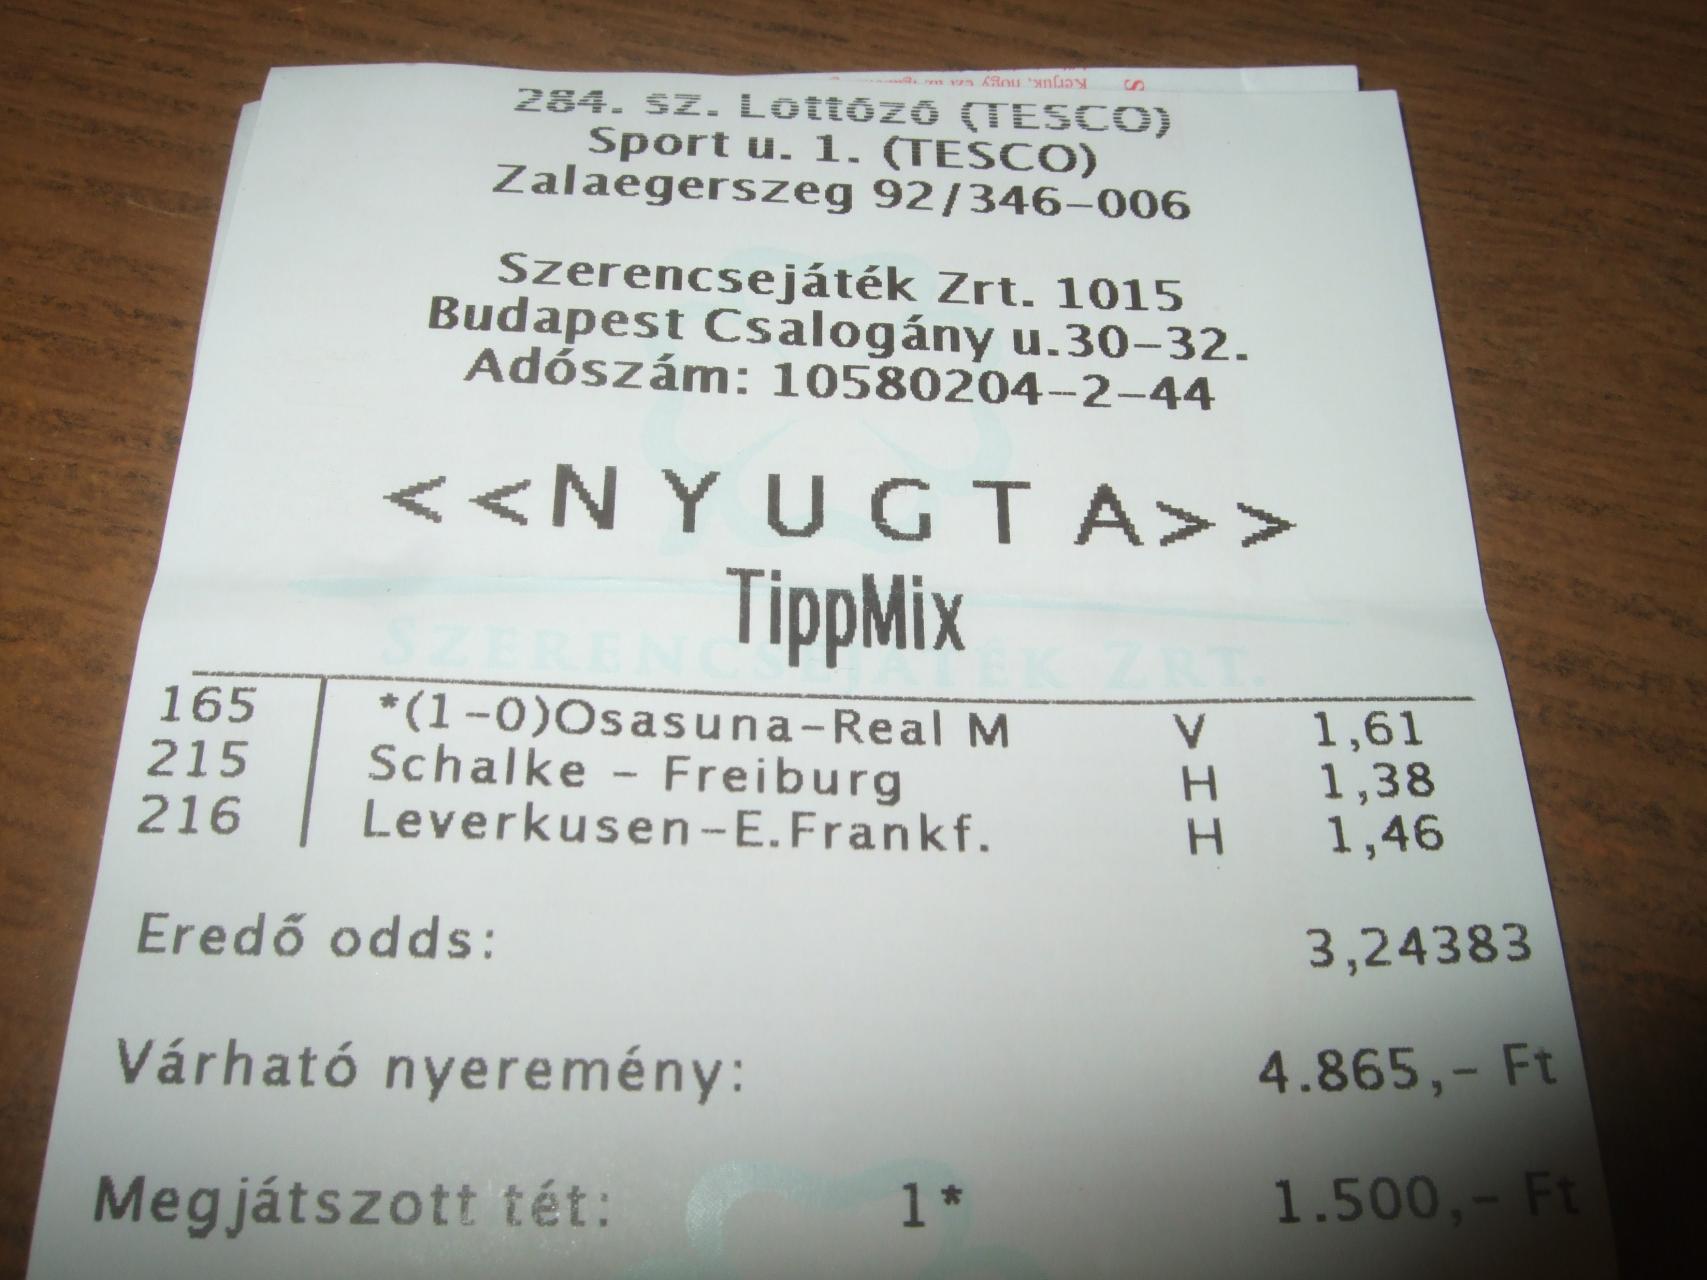 284. sz. Lottózó (TESCO)
Sport u. 1. (TESCO)
Zalaegerszeg 92/346-006
Szerencsejáték Zrt. 1015
Budapest Csalogány u.30-32.
Adószám: 10580204-2-44
<<N Y U G T A>>
TippMix
SZERENCSEJÁTÉK ZRT.
165 *(1-0)Osasuna-Real M V 1,61
215 Schalke - Freiburg H 1,38
216 Leverkusen-E.Frankf. H 1,46
Eredő odds: 3,24383
Várható nyeremény: 4.865,- Ft
Megjátszott tét: 1* 1.500,- Ft